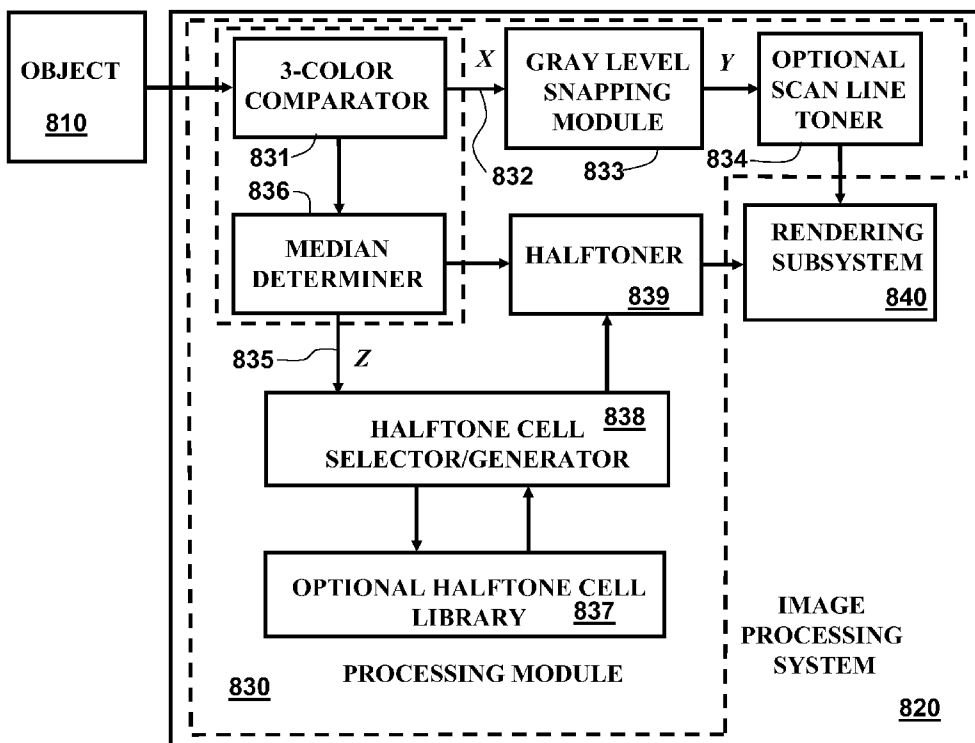 OBJECT
810
3-COLOR
COMPARATOR
831
X
832
GRAY LEVEL
SNAPPING
MODULE
833
Y
OPTIONAL
SCAN LINE
TONER
834
836
MEDIAN
DETERMINER
HALFTONER
839
RENDERING
SUBSYSTEM
840
835
Z
838
HALFTONE CELL
SELECTOR/GENERATOR
OPTIONAL HALFTONE CELL
LIBRARY
837
830
PROCESSING MODULE
IMAGE
PROCESSING
SYSTEM
820